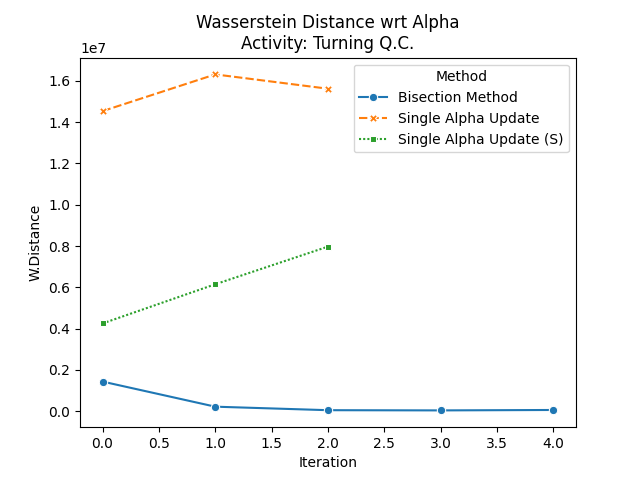 Wasserstein Distance wrt Alpha
Activity: Turning Q.C.
1e7
Method
Bisection Method
Single Alpha Update
Single Alpha Update (S)
W.Distance
1.6
1.4
1.2
1.0
0.8
0.6
0.4
0.2
0.0
0.0 0.5 1.0 1.5 2.0 2.5 3.0 3.5 4.0
Iteration